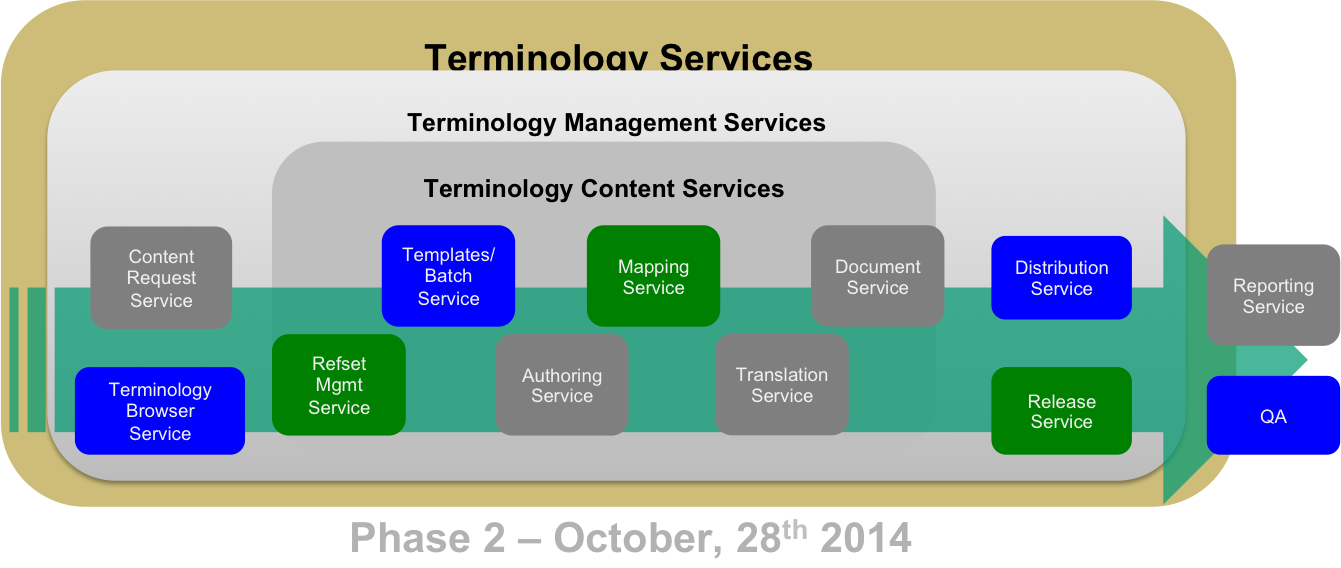 Terminology Services
Terminology Management Services
Terminology Content Services
Content
Request
Service
Templates/
Batch
Service
Mapping
Service
Document
Service
Distribution
Service
Reporting
Service
Terminology
Browser
Service
Refset
Mgmt
Service
Authoring
Service
Translation
Service
Release
Service
QA
Phase 2 – October, 28th 2014